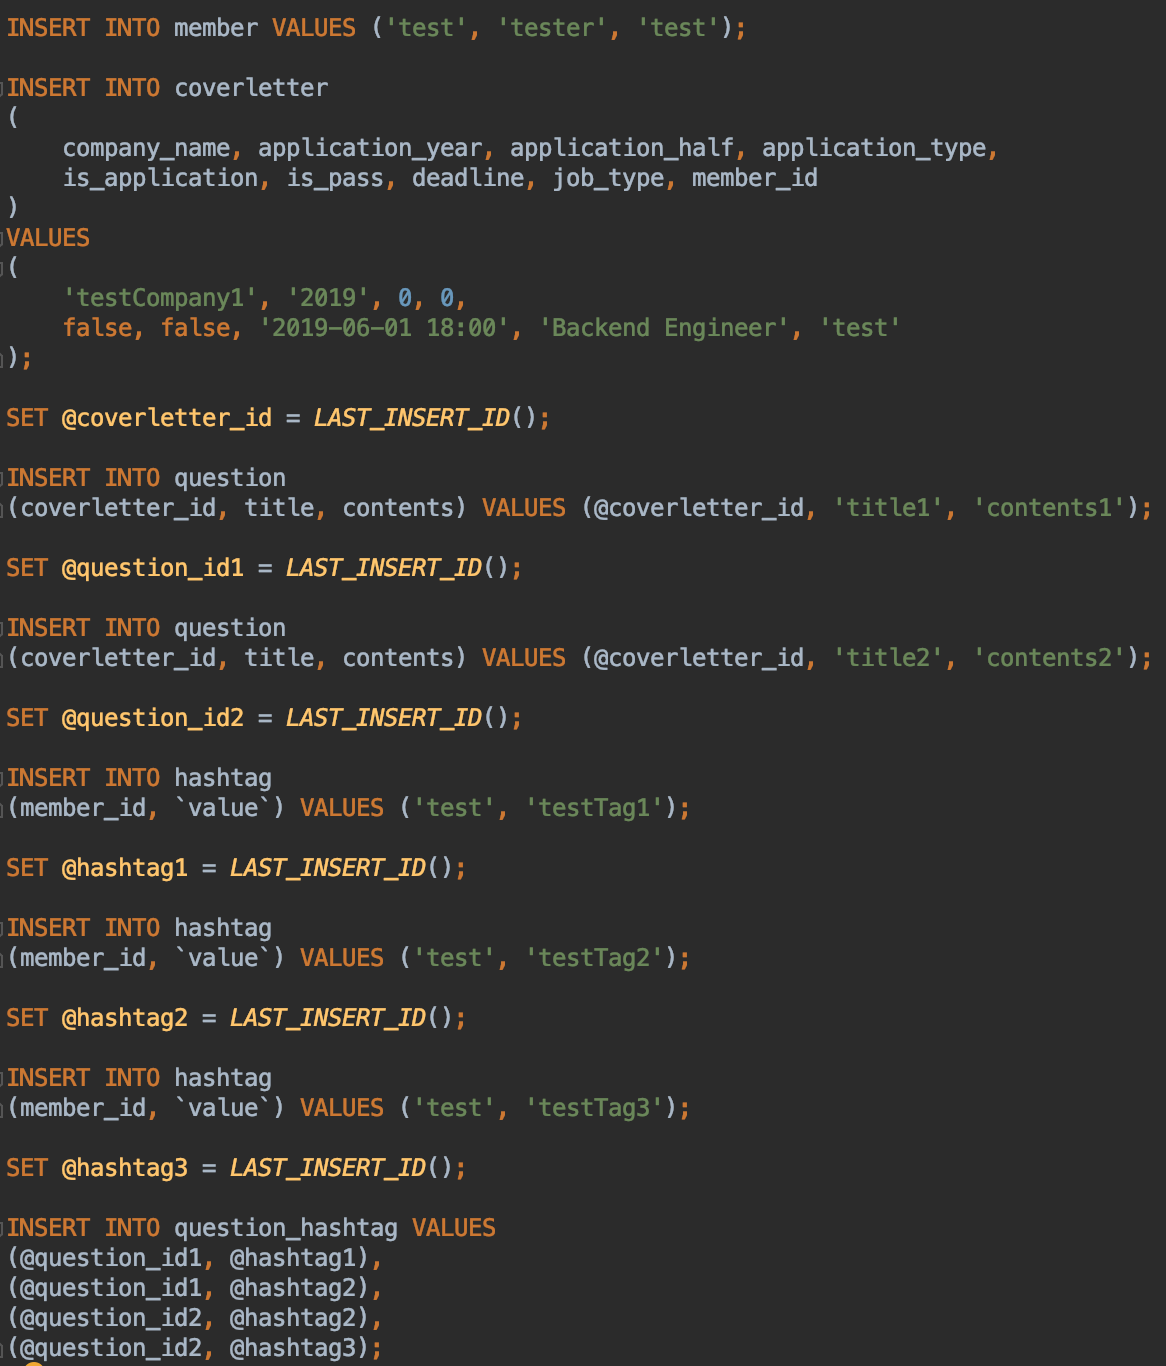 INSERT INTO member VALUES ('test', 'tester', 'test');
INSERT INTO coverletter
(
company_name, application_year, application_half, application_type,
is_application, is_pass, deadline, job_type, member_id
)
VALUES
(
'testCompany1', '2019', 0, 0,
false, false, '2019-06-01 18:00', 'Backend Engineer', 'test'
);
SET @coverletter_id = LAST_INSERT_ID();
INSERT INTO question
(coverletter_id, title, contents) VALUES (@coverletter_id, 'title1', 'contents1');
SET @question_id1 = LAST_INSERT_ID();
INSERT INTO question
(coverletter_id, title, contents) VALUES (@coverletter_id, 'title2', 'contents2');
SET @question_id2 = LAST_INSERT_ID();
INSERT INTO hashtag
(member_id, `value`) VALUES ('test', 'testTag1');
SET @hashtag1 = LAST_INSERT_ID();
INSERT INTO hashtag
(member_id, `value`) VALUES ('test', 'testTag2');
SET @hashtag2 = LAST_INSERT_ID();
INSERT INTO hashtag
(member_id, `value`) VALUES ('test', 'testTag3');
SET @hashtag3 = LAST_INSERT_ID();
INSERT INTO question_hashtag VALUES
(@question_id1, @hashtag1),
(@question_id1, @hashtag2),
(@question_id2, @hashtag2),
(@question_id2, @hashtag3);